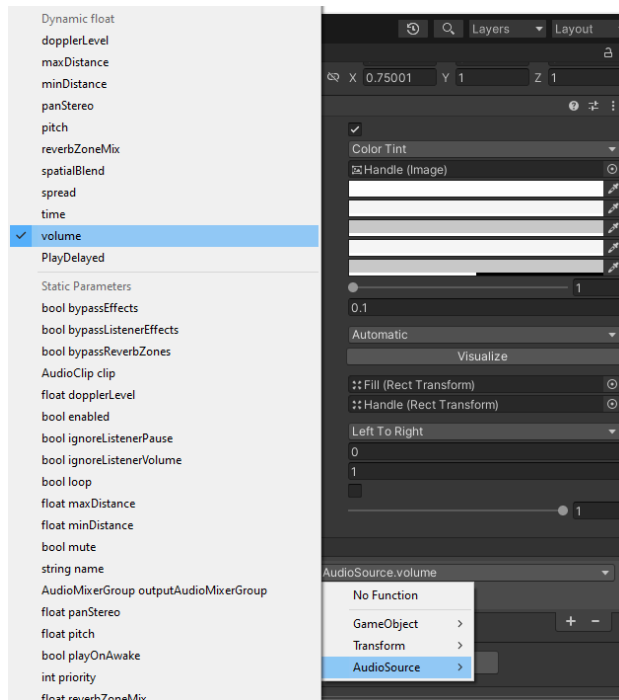 Dynamic float
dopplerLevel
maxDistance
minDistance
panStereo
pitch
reverbZoneMix
spatialBlend
spread
time
volume
PlayDelayed
Static Parameters
bool bypassEffects
bool bypassListenerEffects
bool bypassReverbZones
AudioClip clip
float dopplerLevel
bool enabled
bool ignoreListenerPause
bool ignoreListenerVolume
bool loop
float maxDistance
float minDistance
bool mute
string name
AudioMixerGroup outputAudioMixerGroup
float panStereo
float pitch
bool playOnAwake
int priority
float reverbZoneMix
Layers Layout
X 0.75001 Y 1 Z 1
Color Tint
Handle (Image)
1
0.1
Automatic
Visualize
Fill (Rect Transform)
Handle (Rect Transform)
Left To Right
0
1
1
AudioSource.volume
No Function
GameObject
Transform
AudioSource